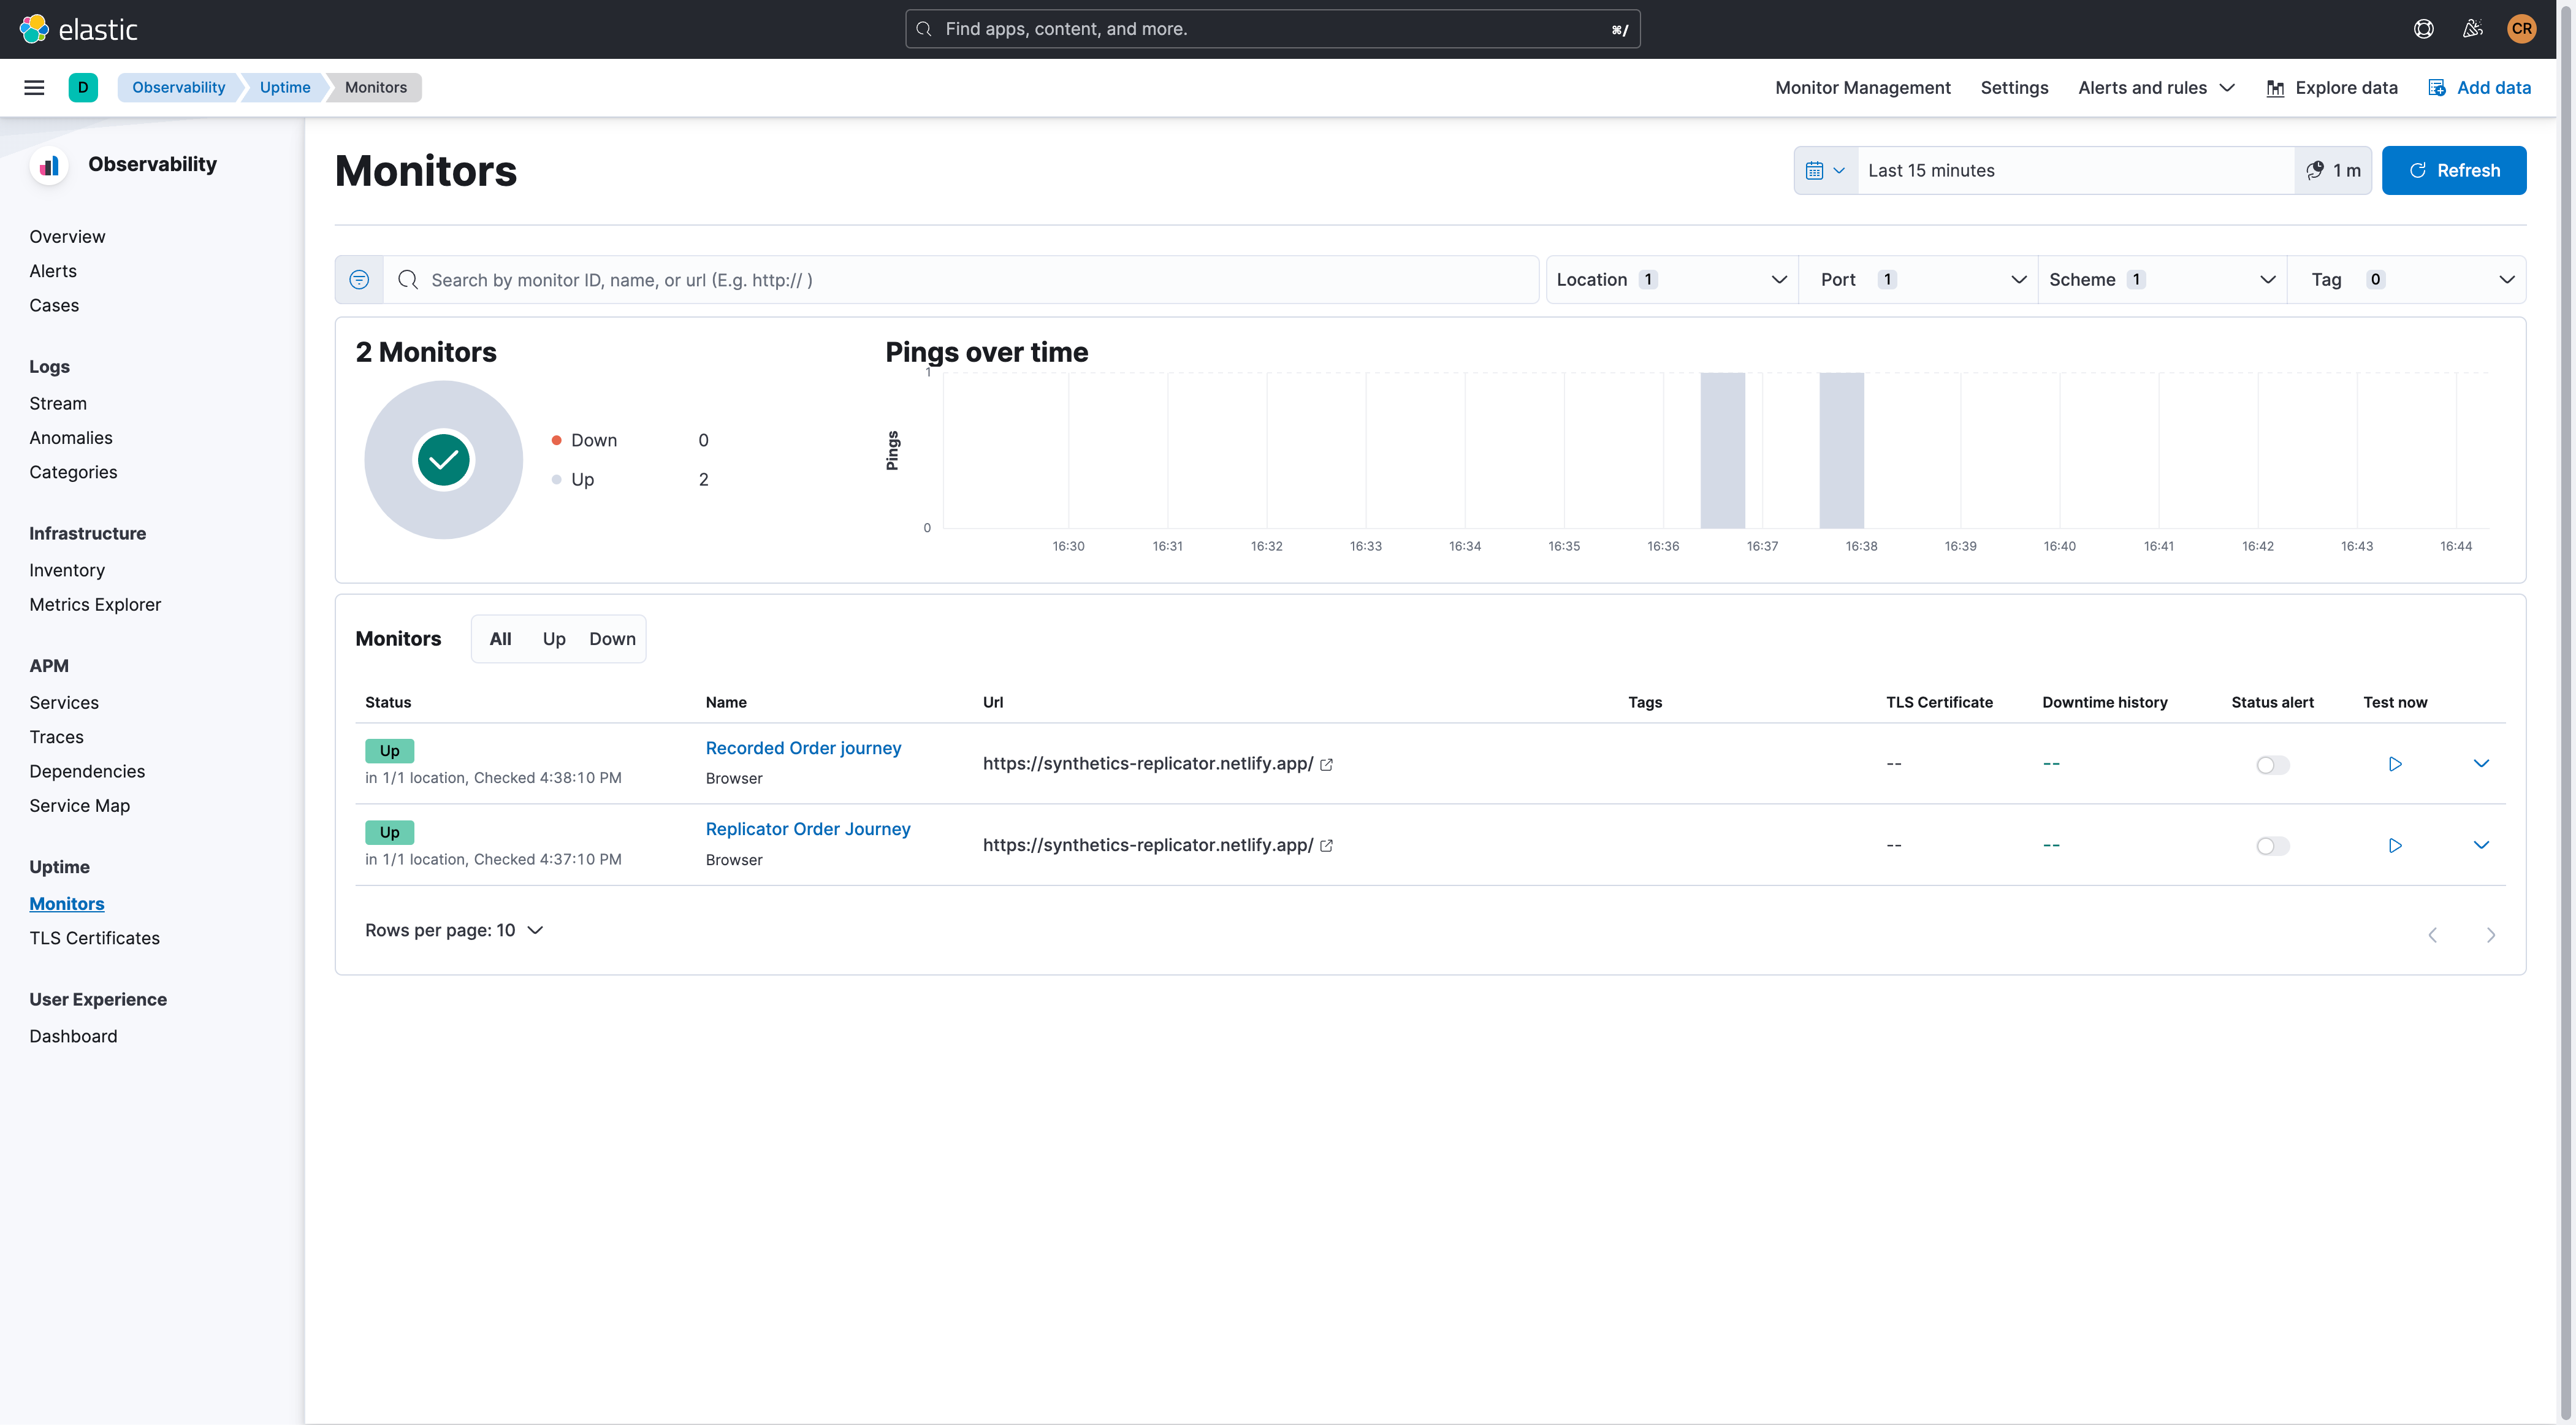 elastic
Find apps, content, and more.
⌘/
CR
D
Observability
Uptime
Monitors
Monitor Management
Settings
Alerts and rules
Explore data
Add data
Observability
Overview
Alerts
Cases
Logs
Stream
Anomalies
Categories
Infrastructure
Inventory
Metrics Explorer
APM
Services
Traces
Dependencies
Service Map
Uptime
Monitors
TLS Certificates
User Experience
Dashboard
Monitors
Last 15 minutes
1 m
Refresh
Search by monitor ID, name, or url (E.g. http:// )
Location 1
Port 1
Scheme 1
Tag 0
2 Monitors
Down 0
Up 2
Pings over time
Pings
1
0
16:30 16:31 16:32 16:33 16:34 16:35 16:36 16:37 16:38 16:39 16:40 16:41 16:42 16:43 16:44
Monitors
All Up Down
Status Name Url Tags TLS Certificate Downtime history Status alert Test now
Up
in 1/1 location, Checked 4:38:10 PM
Recorded Order journey
Browser
https://synthetics-replicator.netlify.app/
--
--
Up
in 1/1 location, Checked 4:37:10 PM
Replicator Order Journey
Browser
https://synthetics-replicator.netlify.app/
--
--
Rows per page: 10